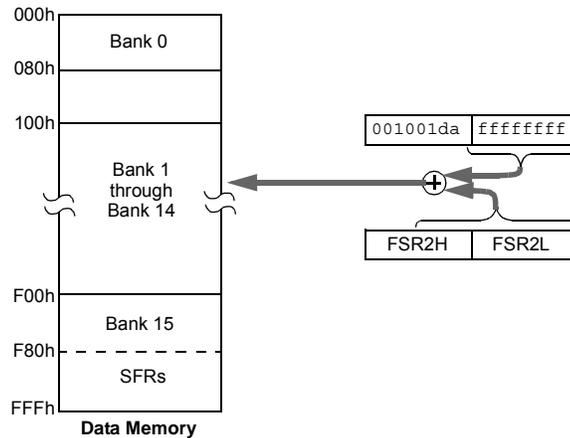 000h
Bank 0
080h
100h
001001da ffffffff
Bank 1
through
Bank 14
FSR2H FSR2L
F00h
Bank 15
F80h
SFRs
FFFh
Data Memory